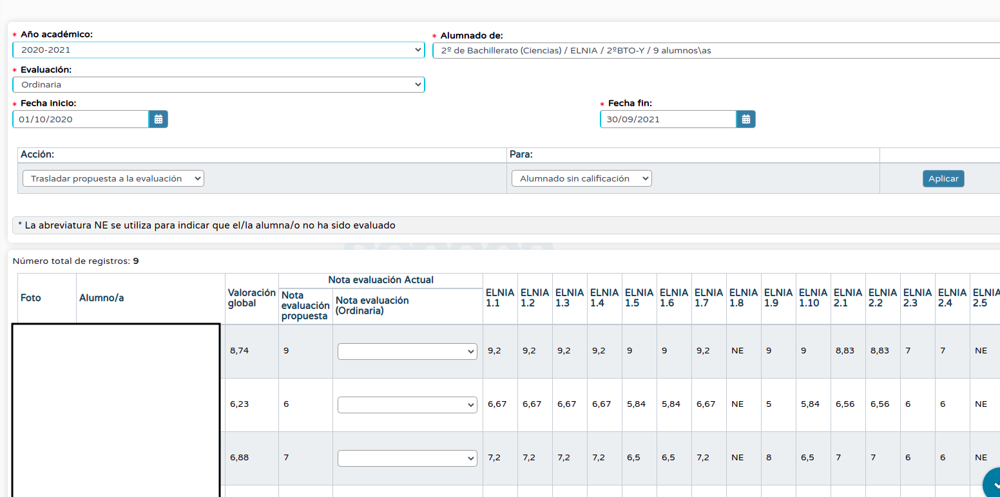 * Año académico:
2020-2021
* Alumnado de:
2º de Bachillerato (Ciencias) / ELNIA / 2ºBTO-Y / 9 alumnos\as
* Evaluación:
Ordinaria
* Fecha inicio:
01/10/2020
* Fecha fin:
30/09/2021
Acción: Para:
Trasladar propuesta a la evaluación Alumnado sin calificación Aplicar
* La abreviatura NE se utiliza para indicar que el/la alumna/o no ha sido evaluado
Número total de registros: 9
Foto Alumno/a Valoración global Nota evaluación Actual Nota evaluación propuesta Nota evaluación (Ordinaria) ELNIA 1.1 ELNIA 1.2 ELNIA 1.3 ELNIA 1.4 ELNIA 1.5 ELNIA 1.6 ELNIA 1.7 ELNIA 1.8 ELNIA 1.9 ELNIA 1.10 ELNIA 2.1 ELNIA 2.2 ELNIA 2.3 ELNIA 2.4 ELNIA 2.5
8,74 9 9,2 9,2 9,2 9,2 9 9 9,2 NE 9 9 8,83 8,83 7 7 NE
6,23 6 6,67 6,67 6,67 6,67 5,84 5,84 6,67 NE 5 5,84 6,56 6,56 6 6 NE
6,88 7 7,2 7,2 7,2 7,2 6,5 6,5 7,2 NE 8 6,5 7 7 6 6 NE